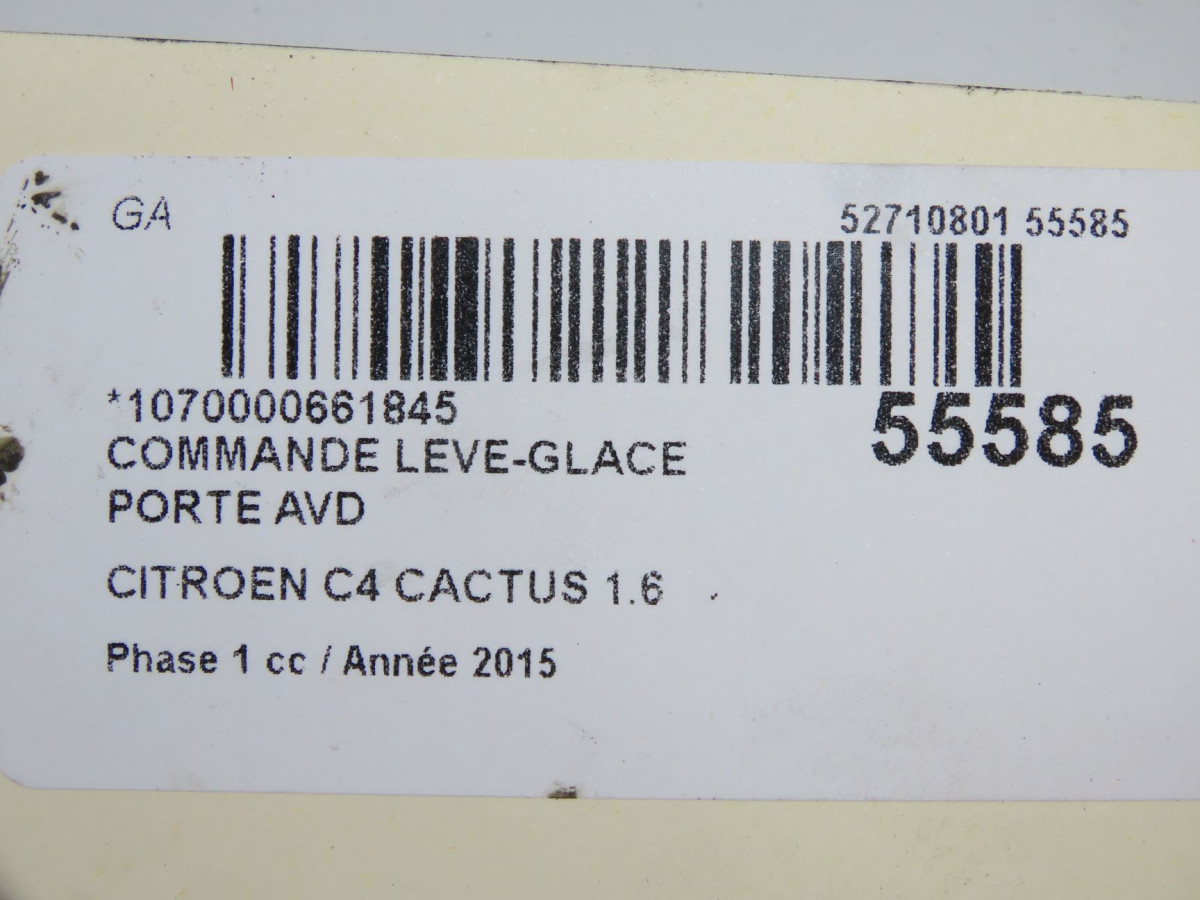 GA
52710801 55585
*1070000661845
55585
COMMANDE LEVE-GLACE
PORTE AVD
CITROEN C4 CACTUS 1.6
Phase 1 cc / Année 2015